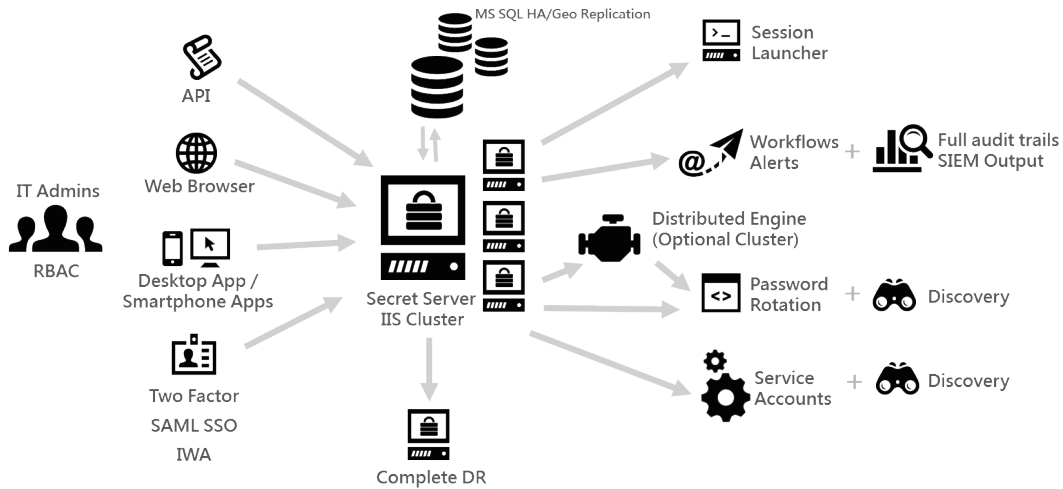 MS SQL HA/Geo Replication
API
Web Browser
IT Admins
RBAC
Desktop App /
Smartphone Apps
Two Factor
SAML SSO
IWA
Secret Server
IIS Cluster
Complete DR
>_
Session
Launcher
@
Workflows
Alerts
+
Full audit trails
SIEM Output
Distributed Engine
(Optional Cluster)
<>
Password
Rotation
+
Discovery
Service
Accounts
+
Discovery